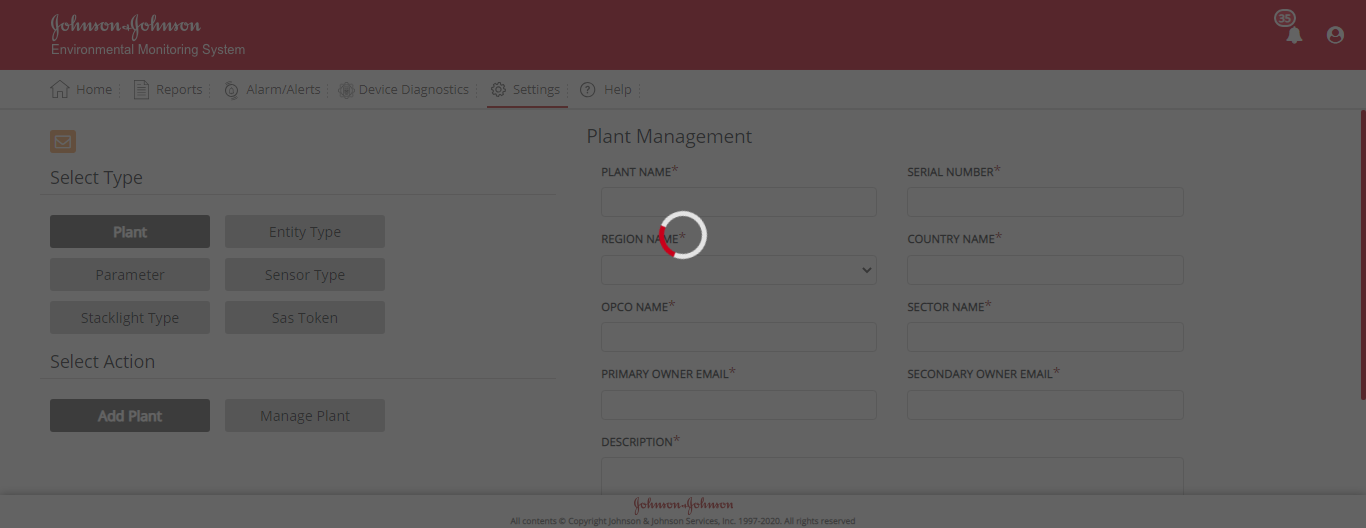 Johnson & Johnson
35
Environmental Monitoring System
Home
Reports
Alarm/Alerts
Device Diagnostics
Settings
? Help
Select Type
Plant
Entity Type
Parameter
Sensor Type
Stacklight Type
Sas Token
Select Action
Add Plant
Manage Plant
Plant Management
PLANT NAME*
SERIAL NUMBER*
REGION NAME*
COUNTRY NAME*
OPCO NAME*
SECTOR NAME*
PRIMARY OWNER EMAIL*
SECONDARY OWNER EMAIL*
DESCRIPTION*
Johnson & Johnson
All contents © Copyright Johnson & Johnson Services, Inc. 1997-2020. All rights reserved